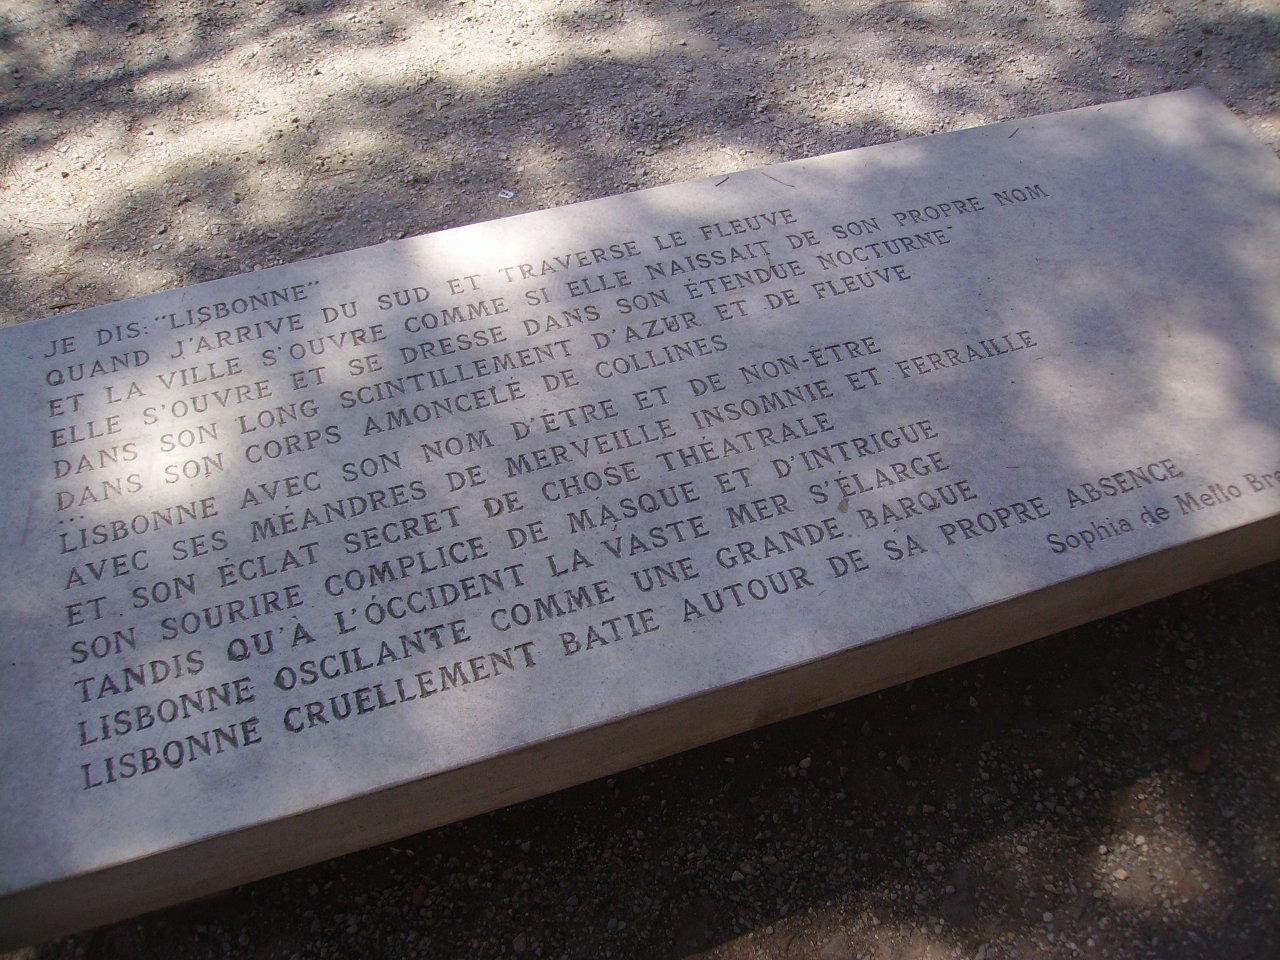 JE DIS: "LISBONNE"
QUAND J'ARRIVE DU SUD ET TRAVERSE LE FLEUVE
ET LA VILLE S'OUVRE COMME SI ELLE NAISSAIT DE SON PROPRE NOM
ELLE S'OUVRE ET SE DRESSE DANS SON ÉTENDUE NOCTURNE
DANS SON LONG SCINTILLEMENT D'AZUR ET DE FLEUVE
DANS SON CORPS AMONCELÉ DE COLLINES
...LISBONNE AVEC SON NOM D'ÊTRE ET DE NON-ÊTRE
AVEC SES MÉANDRES DE MERVEILLE INSOMNIE ET FERRAILLE
ET SON ÉCLAT SECRET DE CHOSE THÉATRALE
SON SOURIRE COMPLICE DE MASQUE ET D'INTRIGUE
TANDIS QU'À L'OCCIDENT LA VASTE MER S'ÉLARGE
LISBONNE OSCILANTE COMME UNE GRANDE BARQUE
LISBONNE CRUELLEMENT BATIE AUTOUR DE SA PROPRE ABSENCE
Sophia de Mello